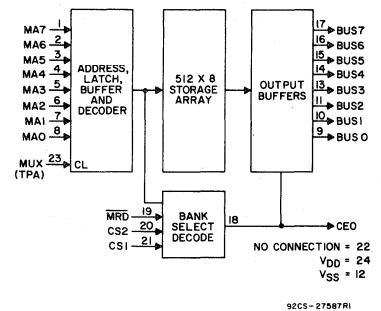 MA7 1
MA6 2
MA5 3
MA4 4
MA3 5
MA2 6
MA1 7
MA0 8
MUX 23
(TPA)
CL
ADDRESS,
LATCH,
BUFFER
AND
DECODER
512 X 8
STORAGE
ARRAY
OUTPUT
BUFFERS
17 BUS7
16 BUS6
15 BUS5
14 BUS4
13 BUS3
11 BUS2
10 BUS1
9 BUS0
MRD 19
CS2 20
CS1 21
BANK
SELECT
DECODE
18
CEO
NO CONNECTION = 22
VDD = 24
VSS = 12
92CS-27587R1